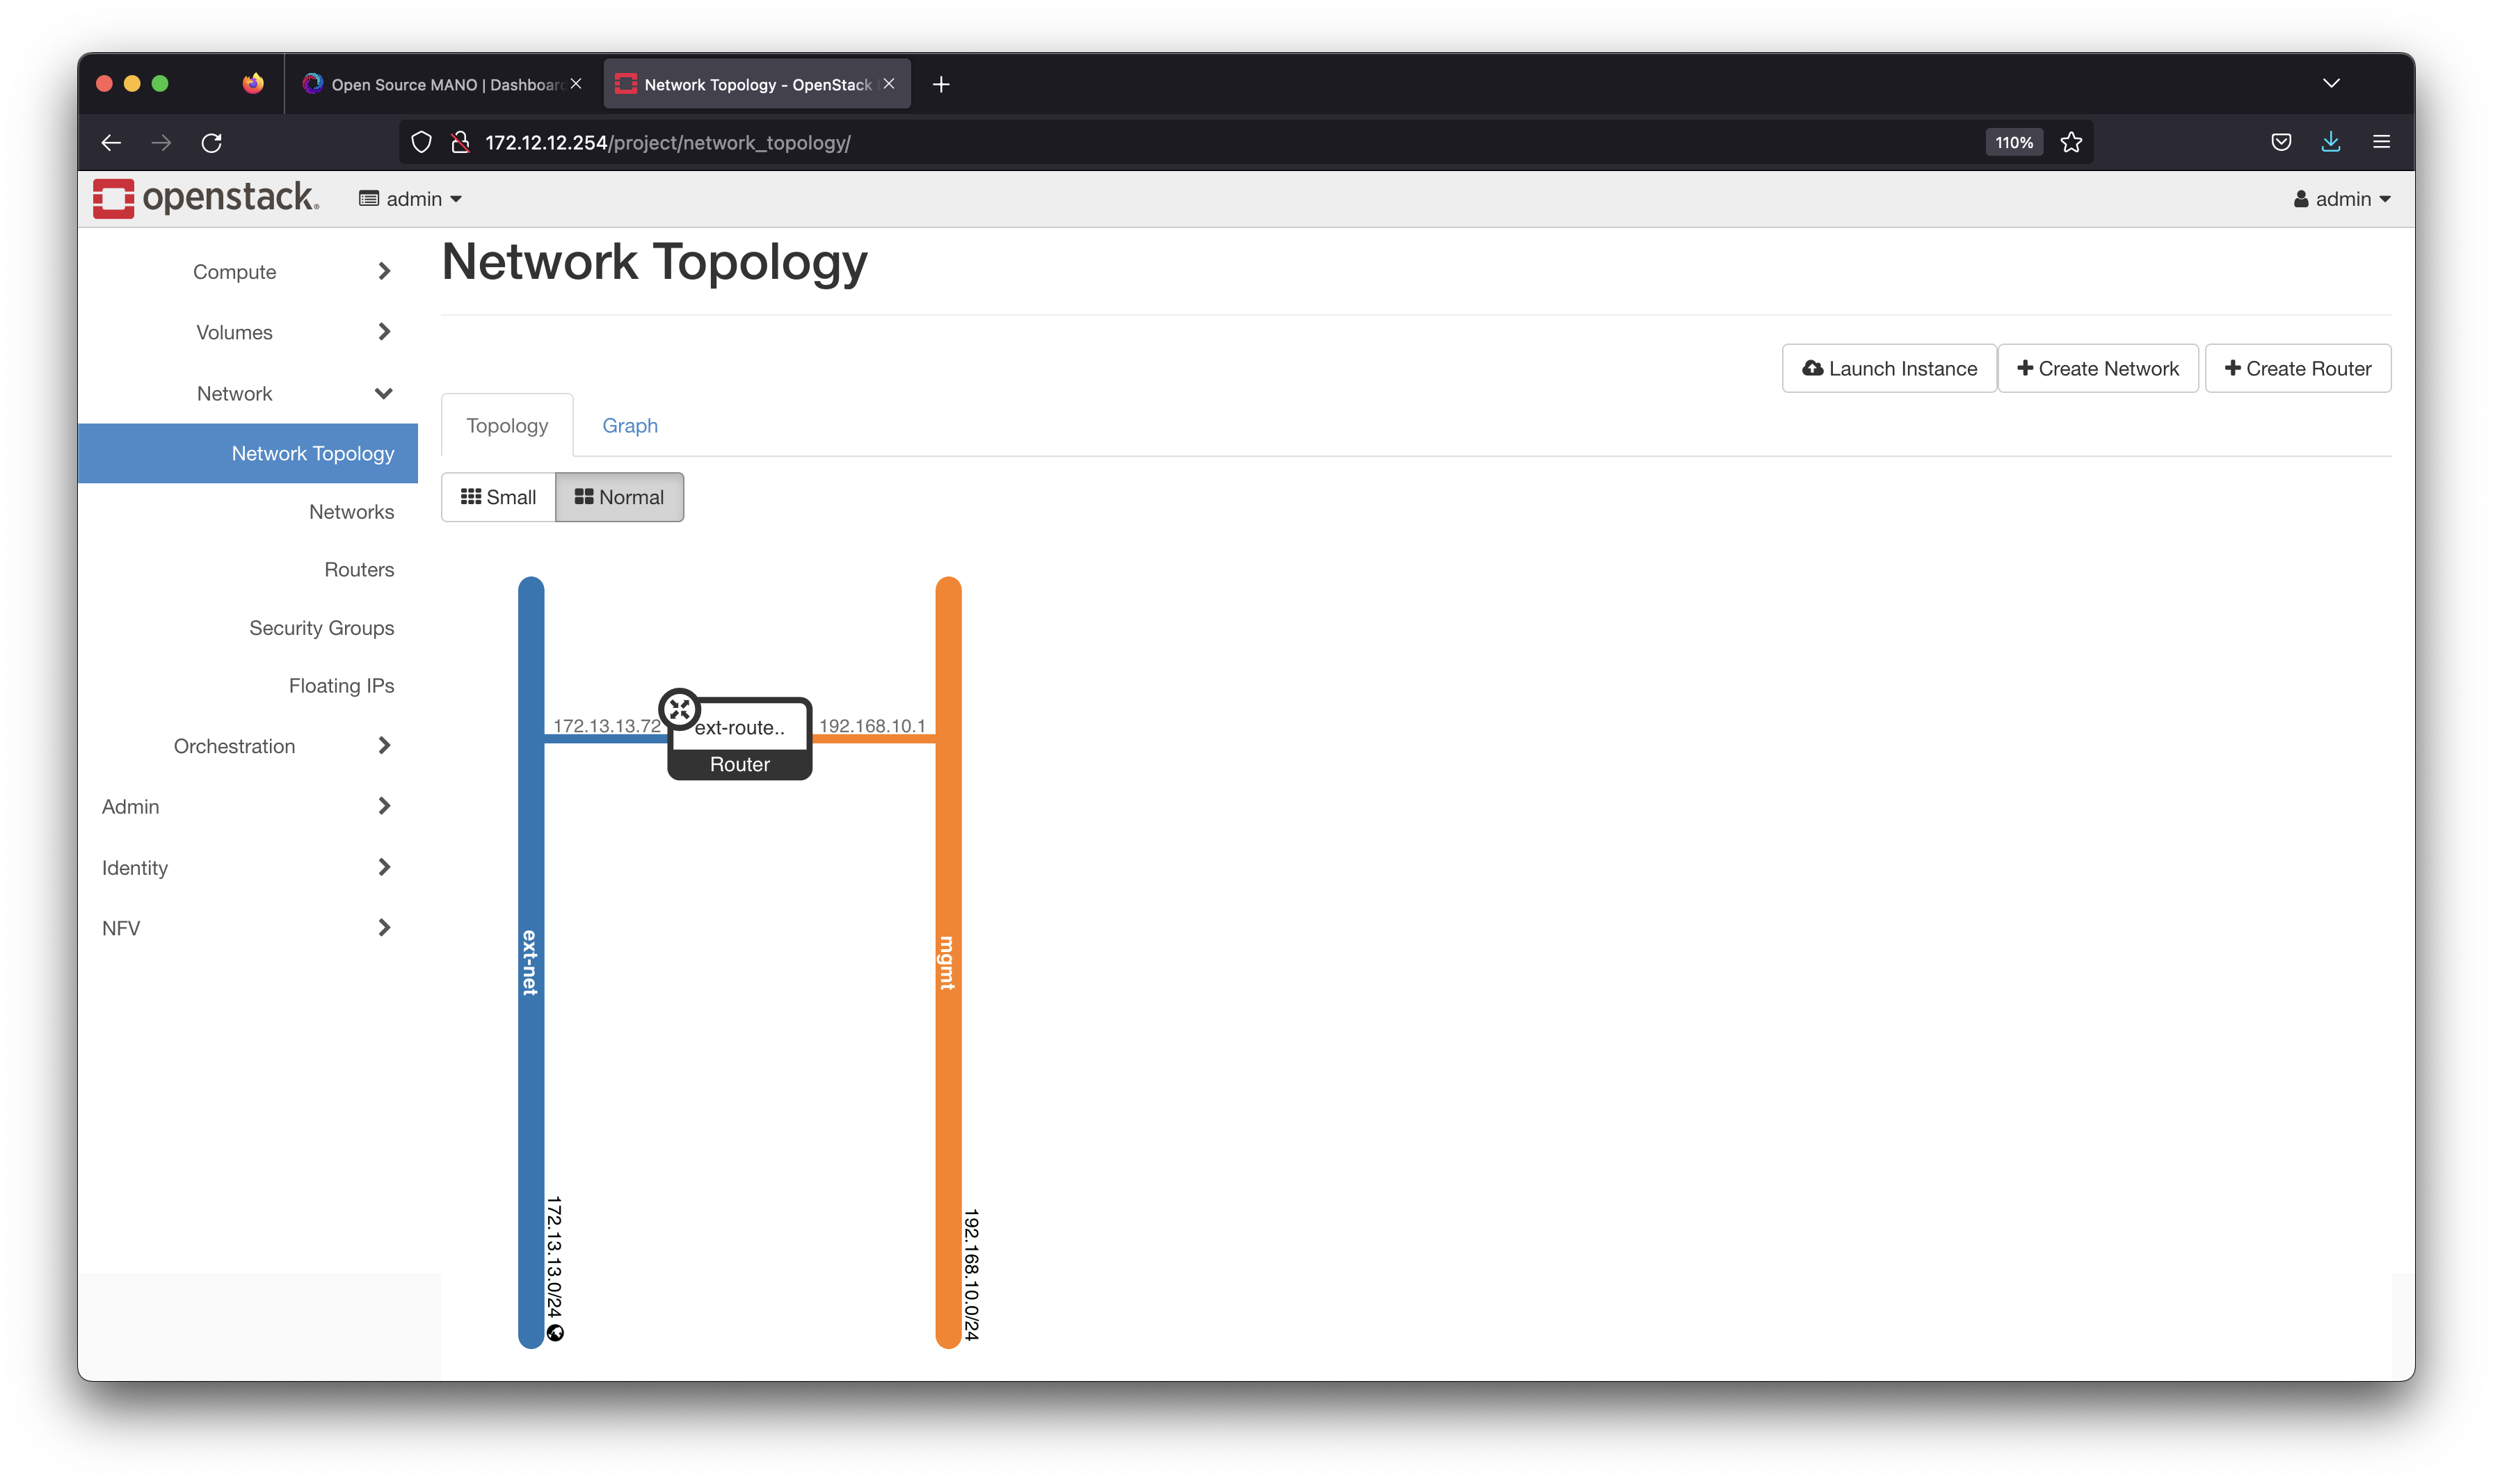 Open Source MANO | Dashboard
Network Topology - OpenStack
172.12.12.254/project/network_topology/
110%
openstack.
admin
admin
Compute
Volumes
Network
Network Topology
Networks
Routers
Security Groups
Floating IPs
Orchestration
Admin
Identity
NFV
Network Topology
Launch Instance
Create Network
Create Router
Topology
Graph
Small
Normal
172.13.13.72
ext-route..
Router
192.168.10.1
ext-net
172.13.13.0/24
mgmt
192.168.10.0/24